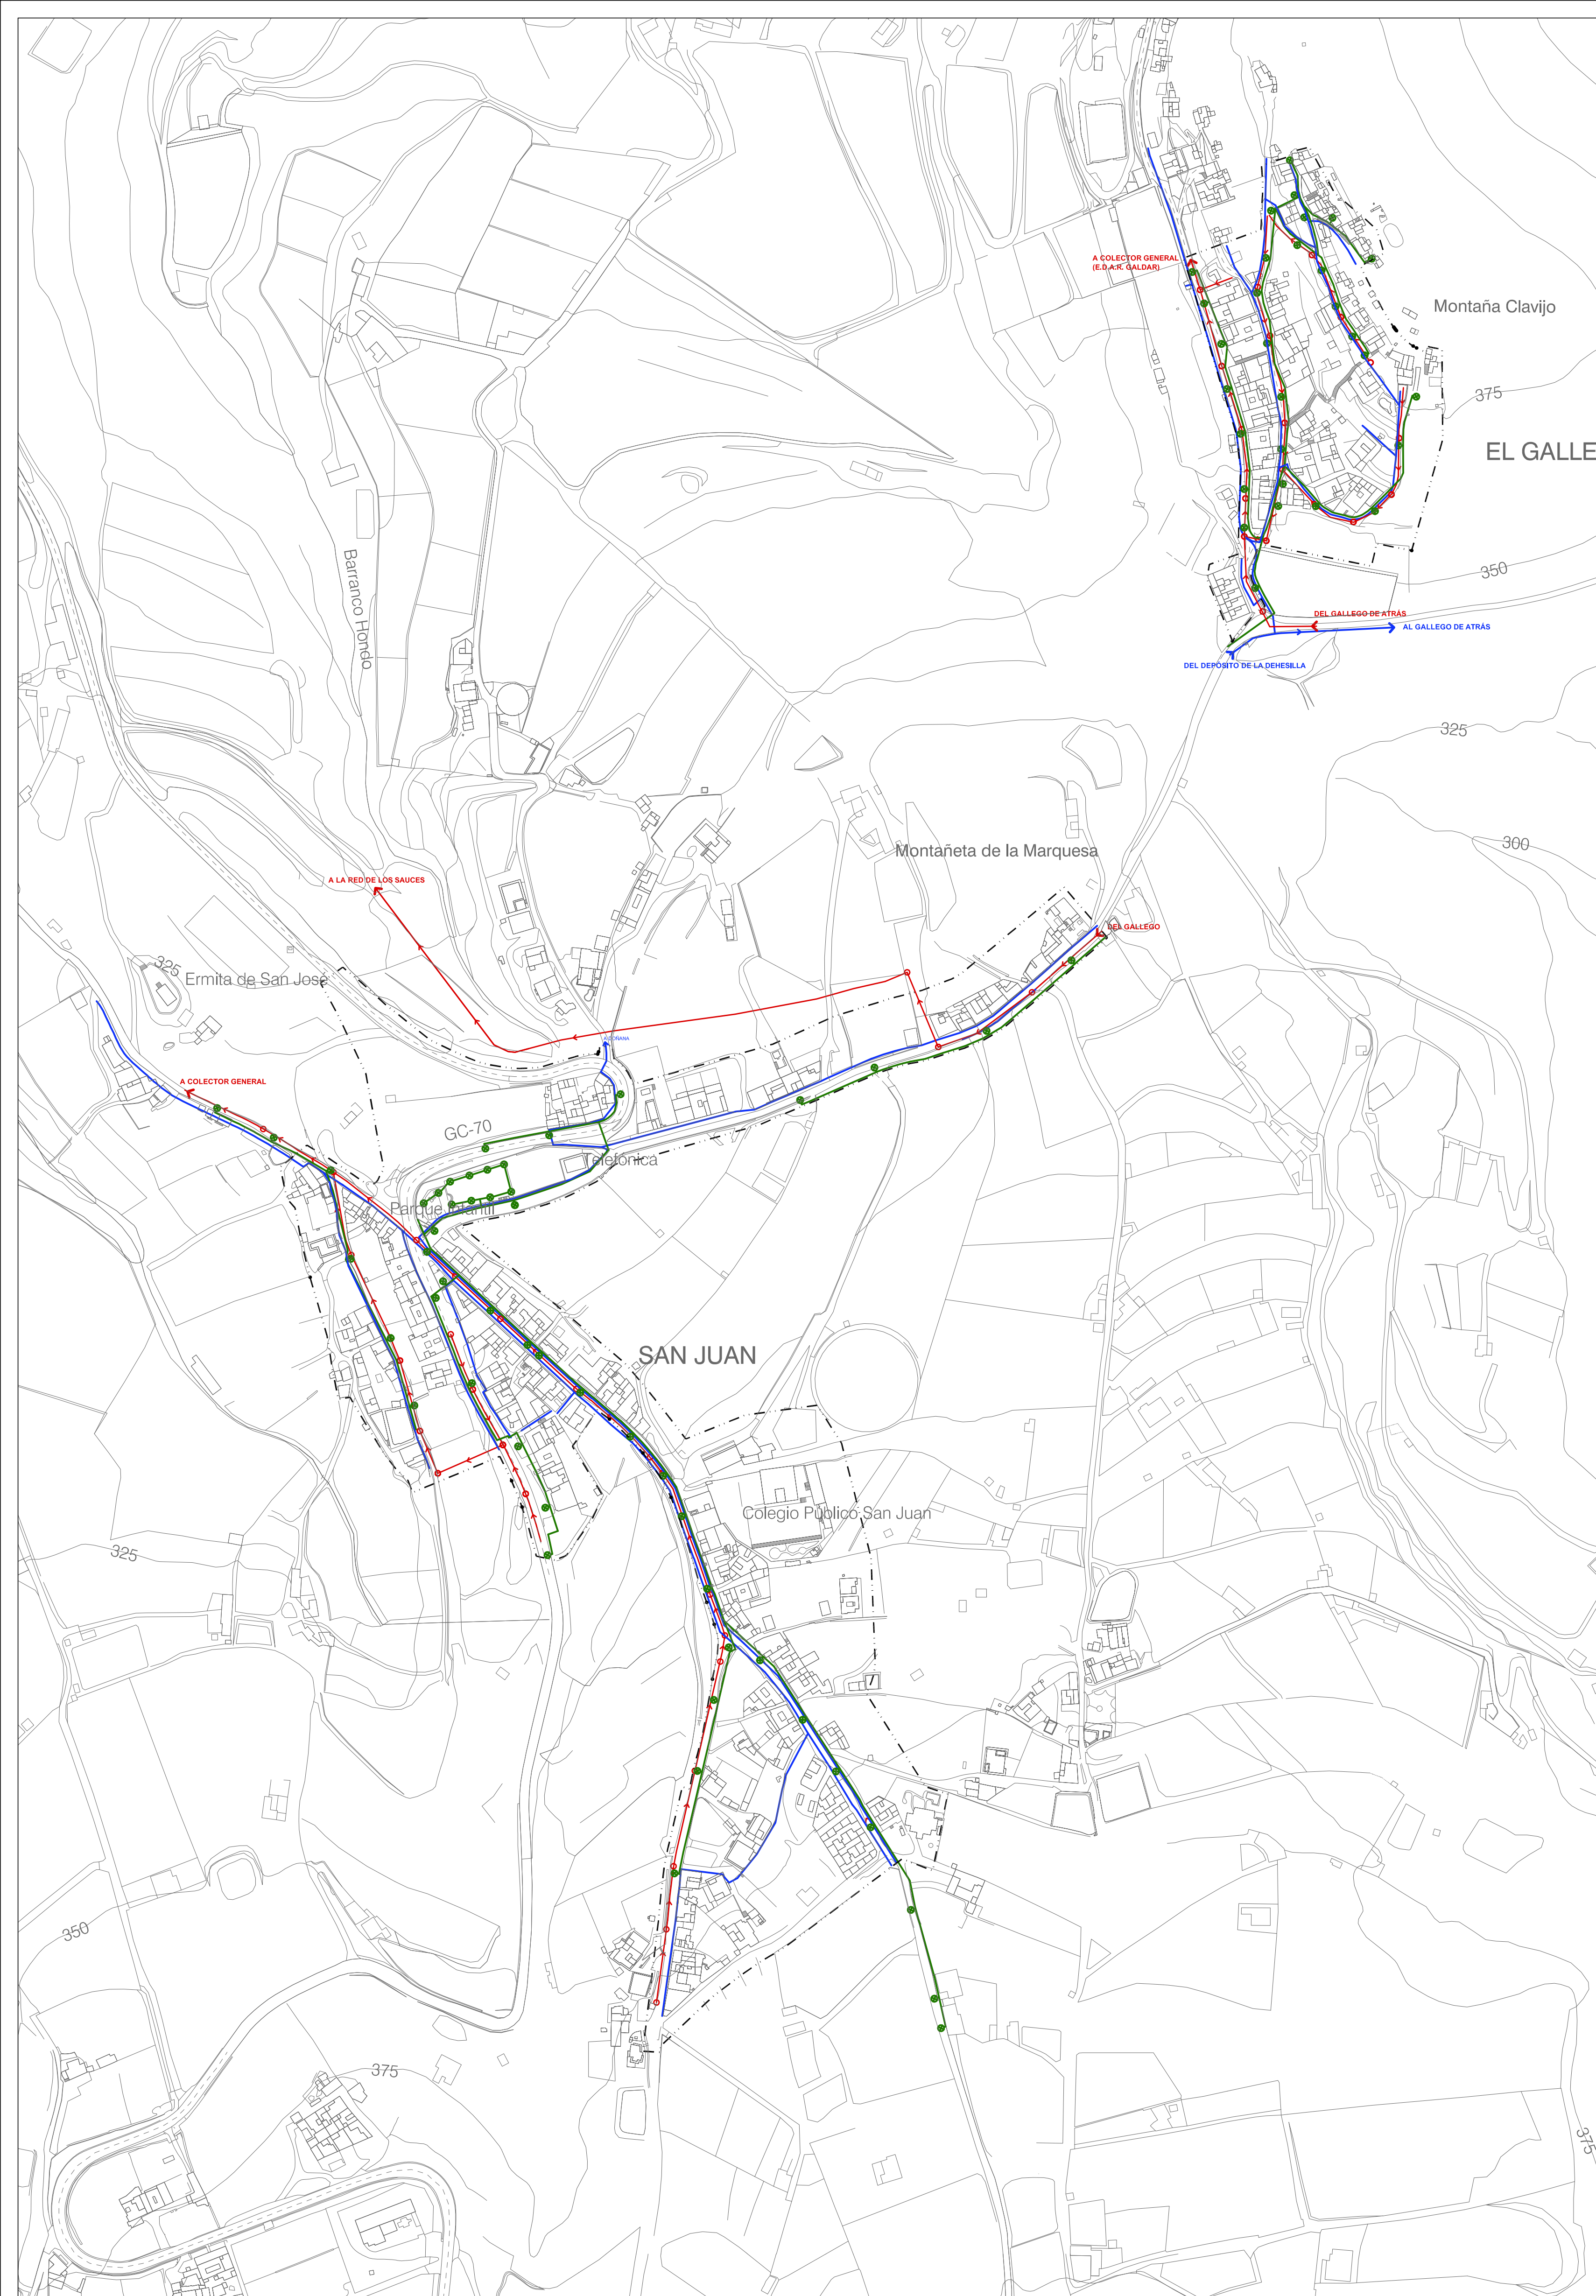 A COLECTOR GENERAL
(E.D.A.R. GALDAR)
Montaña Clavijo
375
EL GALLE
350
DEL GALLEGO DE ATRÁS
AL GALLEGO DE ATRÁS
DEL DEPÓSITO DE LA DEHESILLA
Barranco Hondo
325
300
Montañeta de la Marquesa
A LA RED DE LOS SAUCES
DEL GALLEGO
325
Ermita de San José
A COLECTOR GENERAL
GC-70
Telefónica
Parque Infantil
SAN JUAN
Colegio Público San Juan
325
350
375
375